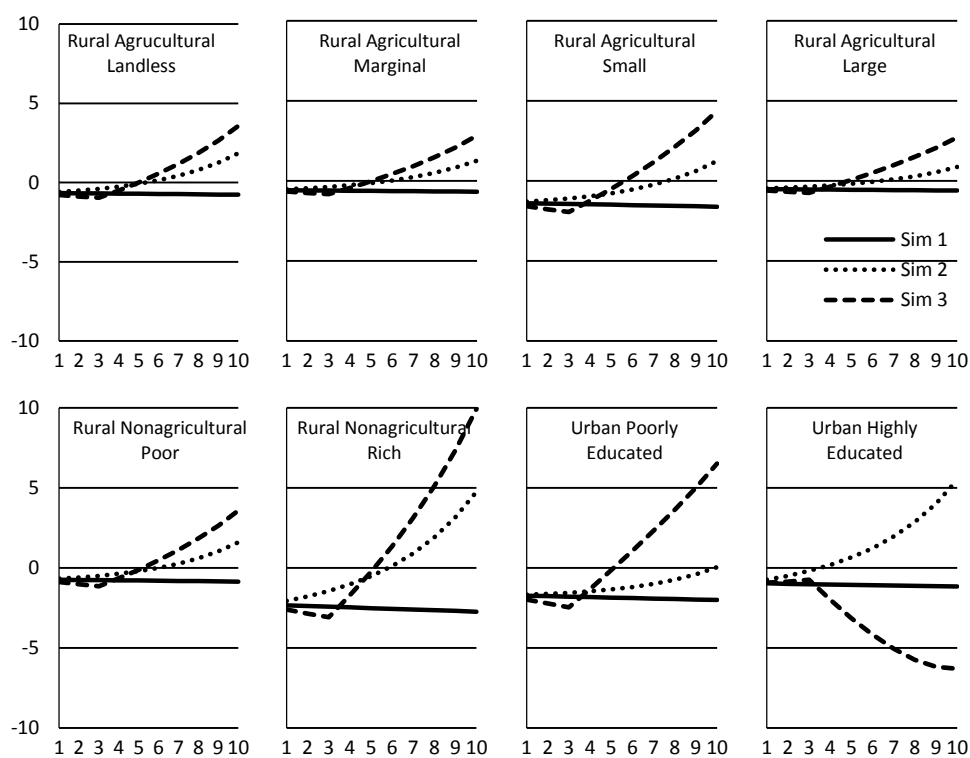 10
5
0
-5
-10
Rural Agrucultural
Landless
1 2 3 4 5 6 7 8 9 10
Rural Agricultural
Marginal
1 2 3 4 5 6 7 8 9 10
Rural Agricultural
Small
1 2 3 4 5 6 7 8 9 10
Rural Agricultural
Large
Sim 1
Sim 2
Sim 3
1 2 3 4 5 6 7 8 9 10
10
5
0
-5
-10
Rural Nonagricultural
Poor
1 2 3 4 5 6 7 8 9 10
Rural Nonagricultural
Rich
1 2 3 4 5 6 7 8 9 10
Urban Poorly
Educated
1 2 3 4 5 6 7 8 9 10
Urban Highly
Educated
1 2 3 4 5 6 7 8 9 10